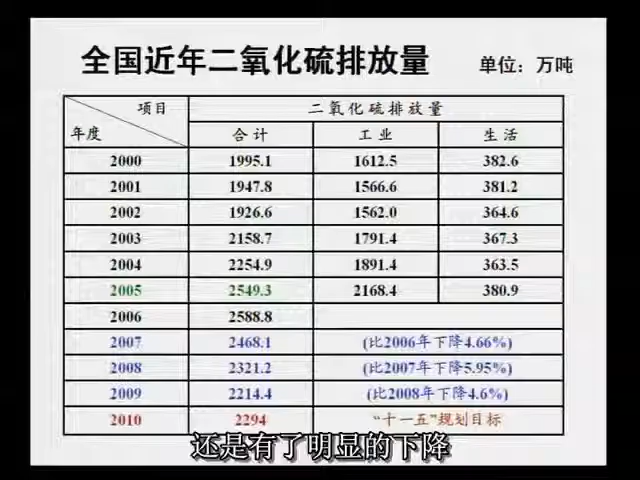 全国近年二氧化硫排放量 单位：万吨
项目 二氧化硫排放量
年度 合计 工业 生活
2000 1995.1 1612.5 382.6
2001 1947.8 1566.6 381.2
2002 1926.6 1562.0 364.6
2003 2158.7 1791.4 367.3
2004 2254.9 1891.4 363.5
2005 2549.3 2168.4 380.9
2006 2588.8
2007 2468.1 (比2006年下降4.66%)
2008 2321.2 (比2007年下降5.95%)
2009 2214.4 (比2008年下降4.6%)
2010 2294 “十一五”规划目标
还是有了明显的下降